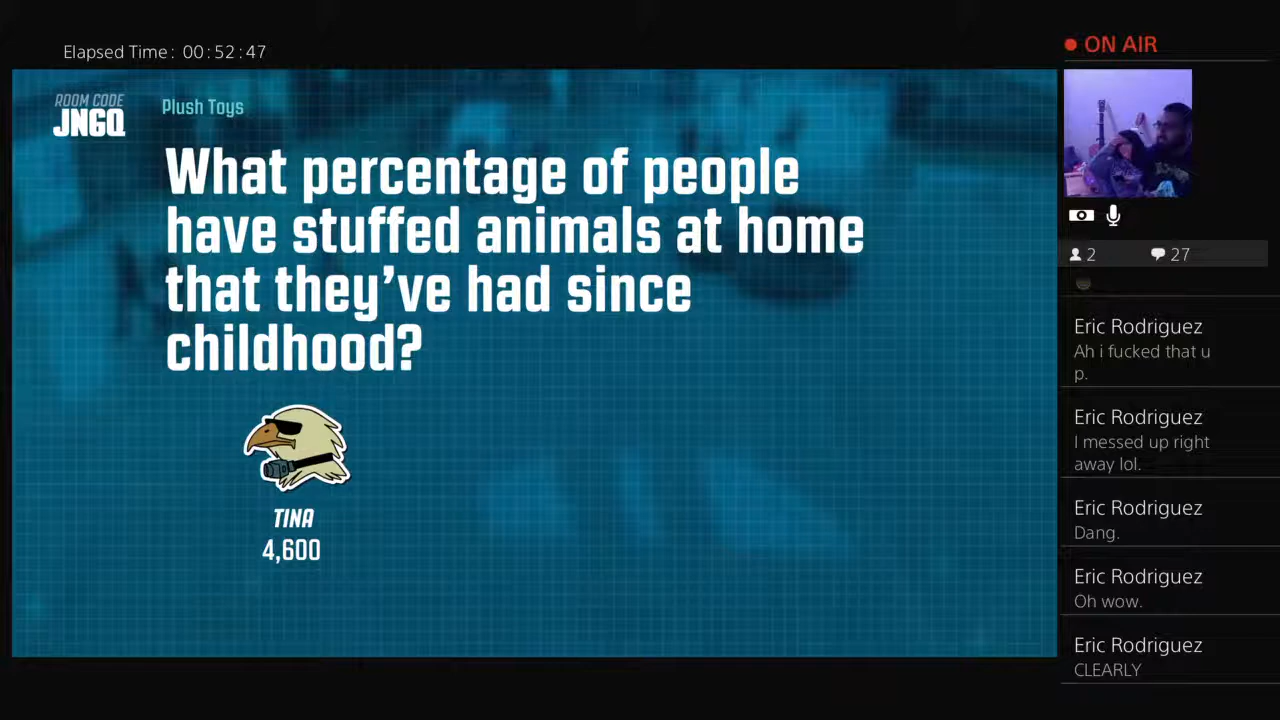 Elapsed Time: 00:52:47
ON AIR
ROOM CODE
JNGQ
Plush Toys
What percentage of people
have stuffed animals at home
that they've had since
childhood?
TINA
4,600
2
27
Eric Rodriguez
Ah i fucked that u
p.
Eric Rodriguez
I messed up right
away lol.
Eric Rodriguez
Dang.
Eric Rodriguez
Oh wow.
Eric Rodriguez
CLEARLY